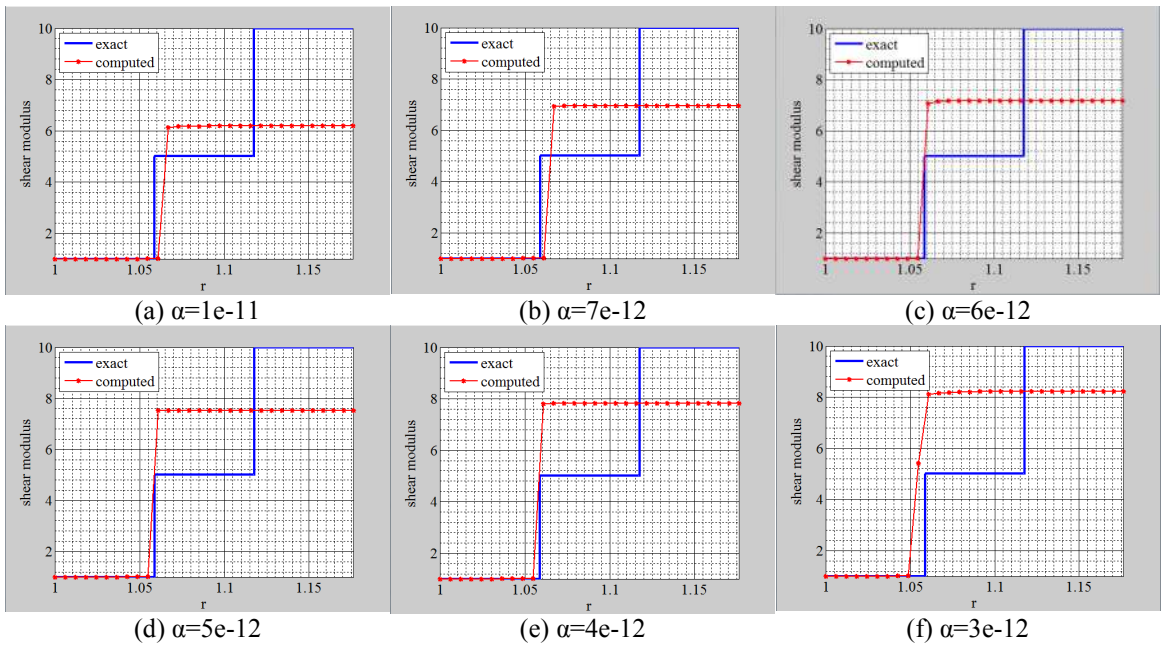 10
8
6
4
2
shear modulus
exact
computed
1 1.05 1.1 1.15
r
(a) α=1e-11
10
8
6
4
2
shear modulus
exact
computed
1 1.05 1.1 1.15
r
(b) α=7e-12
10
8
6
4
2
shear modulus
exact
computed
1 1.05 1.1 1.15
r
(c) α=6e-12
10
8
6
4
2
shear modulus
exact
computed
1 1.05 1.1 1.15
r
(d) α=5e-12
10
8
6
4
2
shear modulus
exact
computed
1 1.05 1.1 1.15
r
(e) α=4e-12
10
8
6
4
2
shear modulus
exact
computed
1 1.05 1.1 1.15
r
(f) α=3e-12